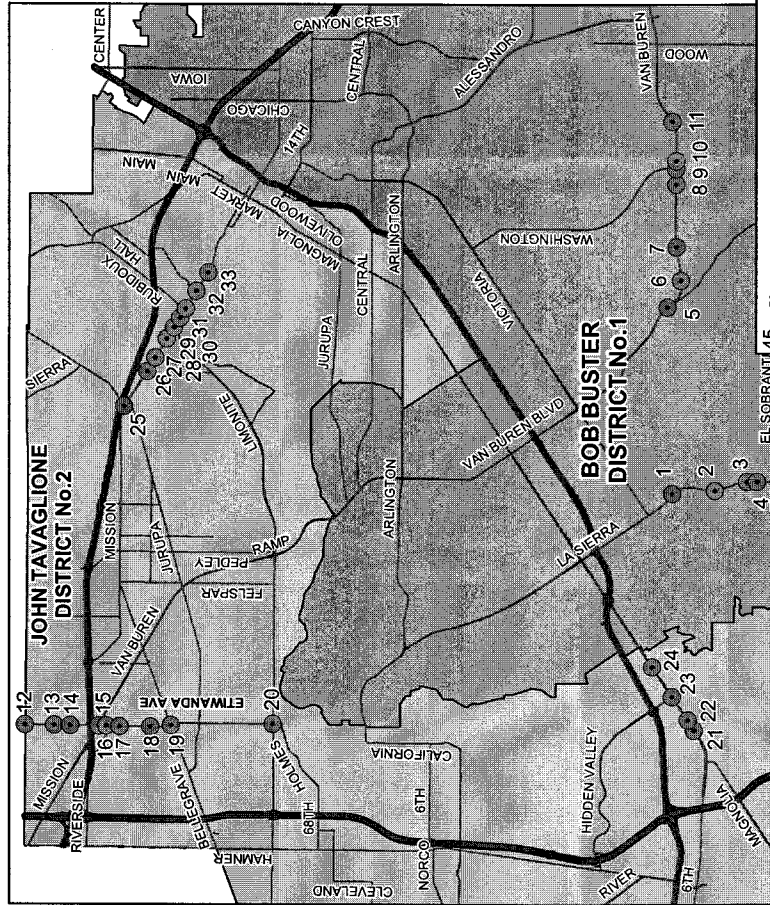 CENTER
CANYON CREST
IOWA
CHICAGO
CENTRAL
ALESSANDRO
VAN BUREN
WOOD
14TH
MAIN
MAIN
MARKET
OLIVEWOOD
MAGNOLIA
CENTRAL
ARLINGTON
WASHINGTON
VICTORIA
11
10
9
8
7
6
5
HALL
RUBIDOUX
33
32
31
30
29
28
27
26
25
SIERRA
JURUPA
LIMONITE
JOHN TAVAGLIONE
DISTRICT No.2
MISSION
JURUPA
VAN BUREN
PEDLEY
RAMP
FELSPAR
ARLINGTON
VAN BUREN BLVD
BOB BUSTER
DISTRICT No.1
EL SOBRANTE
LA SIERRA
1
2
3
4
12
13
14
15
16
17
18
19
20
ETIWANDA AVE
MISSION
RIVERSIDE
BELLEGRAVE
HOLMES
68TH
HAMNER
CLEVELAND
NORCO
6TH
CALIFORNIA
HIDDEN VALLEY
24
23
22
21
MAGNOLIA
RIVER
6TH